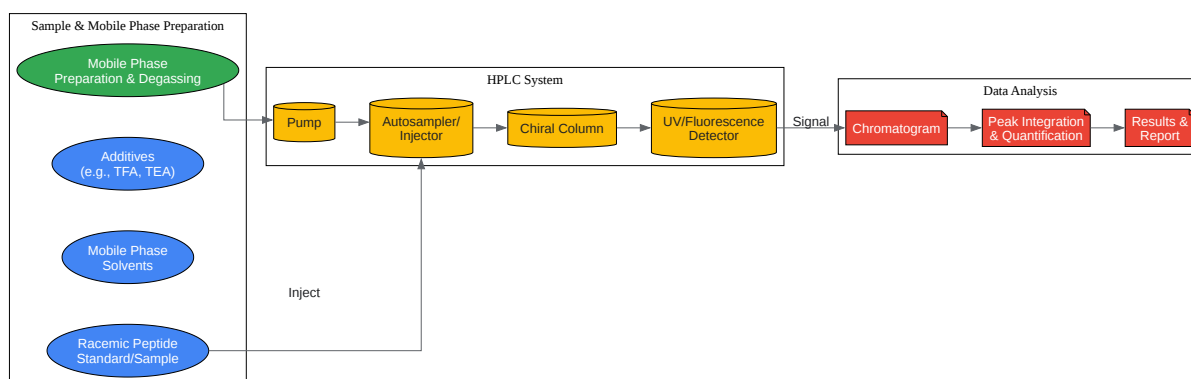 Sample & Mobile Phase Preparation
Mobile Phase
Preparation & Degassing
Additives
(e.g., TFA, TEA)
Mobile Phase
Solvents
Racemic Peptide
Standard/Sample
Inject
HPLC System
Pump
Autosampler/
Injector
Chiral Column
UV/Fluorescence
Detector
Signal
Data Analysis
Chromatogram
Peak Integration
& Quantification
Results &
Report